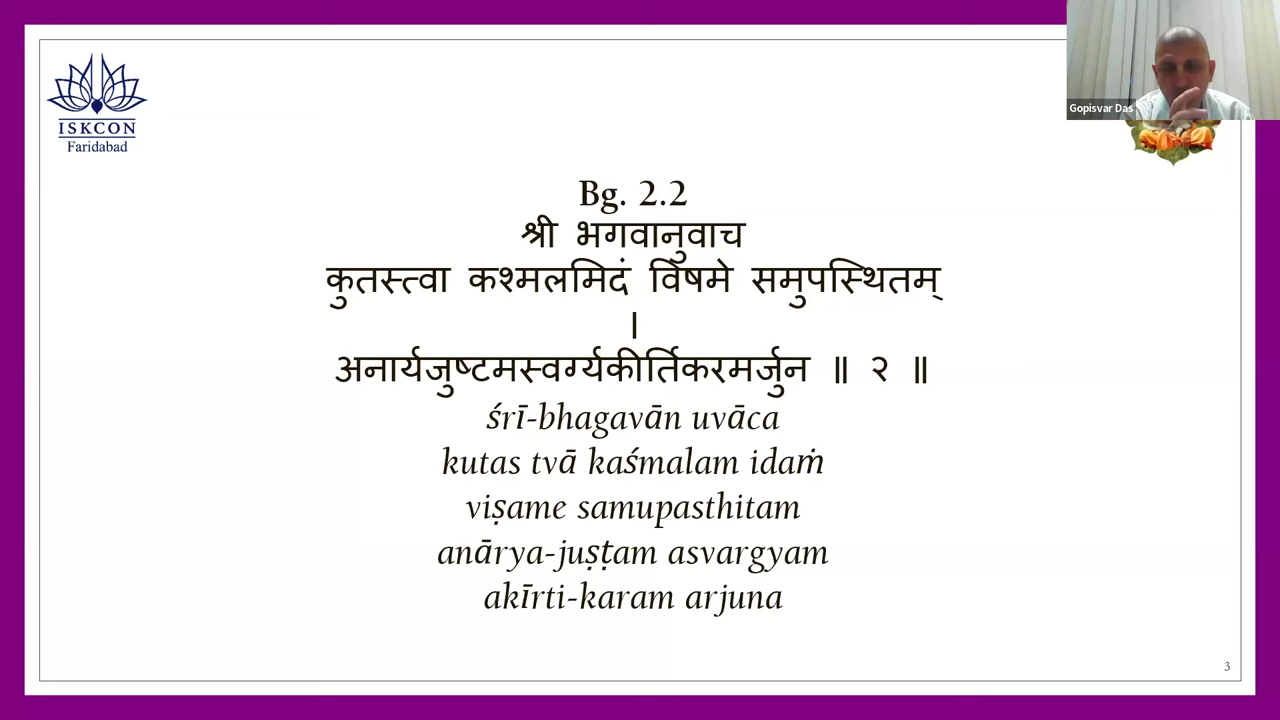 ISKCON
Faridabad
Gopisvar Das
Bg. 2.2
श्री भगवानुवाच
कुतस्त्वा कश्मलमिदं विषमे समुपस्थितम्
।
अनार्यजुष्टमस्वर्ग्यकीर्तिकरमर्जुन ॥ २ ॥
śrī-bhagavān uvāca
kutas tvā kaśmalam idaṁ
viṣame samupasthitam
anārya-juṣṭam asvargyam
akīrti-karam arjuna
3